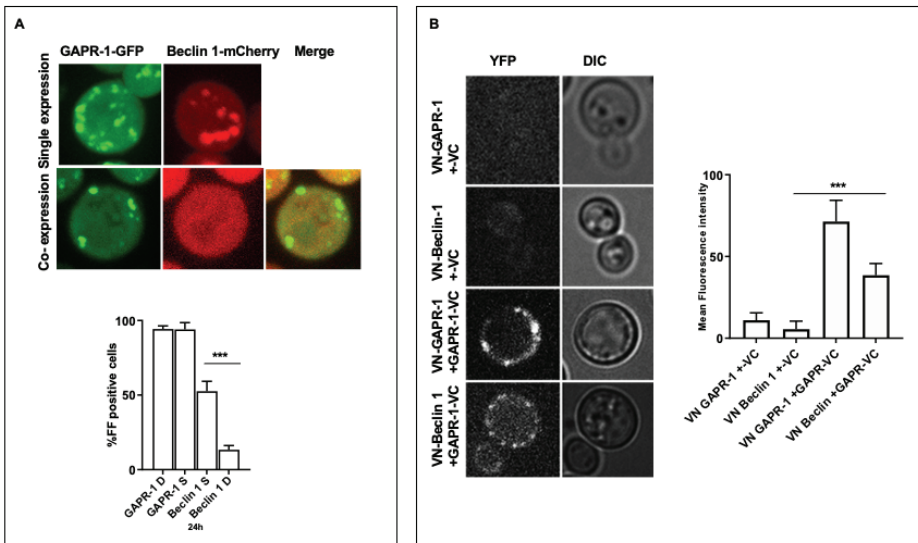 A
GAPR-1-GFP Beclin 1-mCherry Merge
Single expression
Co- expression
%FF positive cells
100
50
0
***
GAPR-1 D
GAPR-1 S
Beclin 1 S
Beclin 1 D
24h
B
YFP DIC
VN-GAPR-1
+-VC
VN-Beclin-1
+-VC
VN-GAPR-1
+GAPR-1-VC
VN-Beclin 1
+GAPR-1-VC
Mean Fluorescence intensity
100
50
0
***
VN GAPR-1 +-VC
VN Beclin 1 +-VC
VN GAPR-1 +GAPR-VC
VN Beclin +GAPR-VC